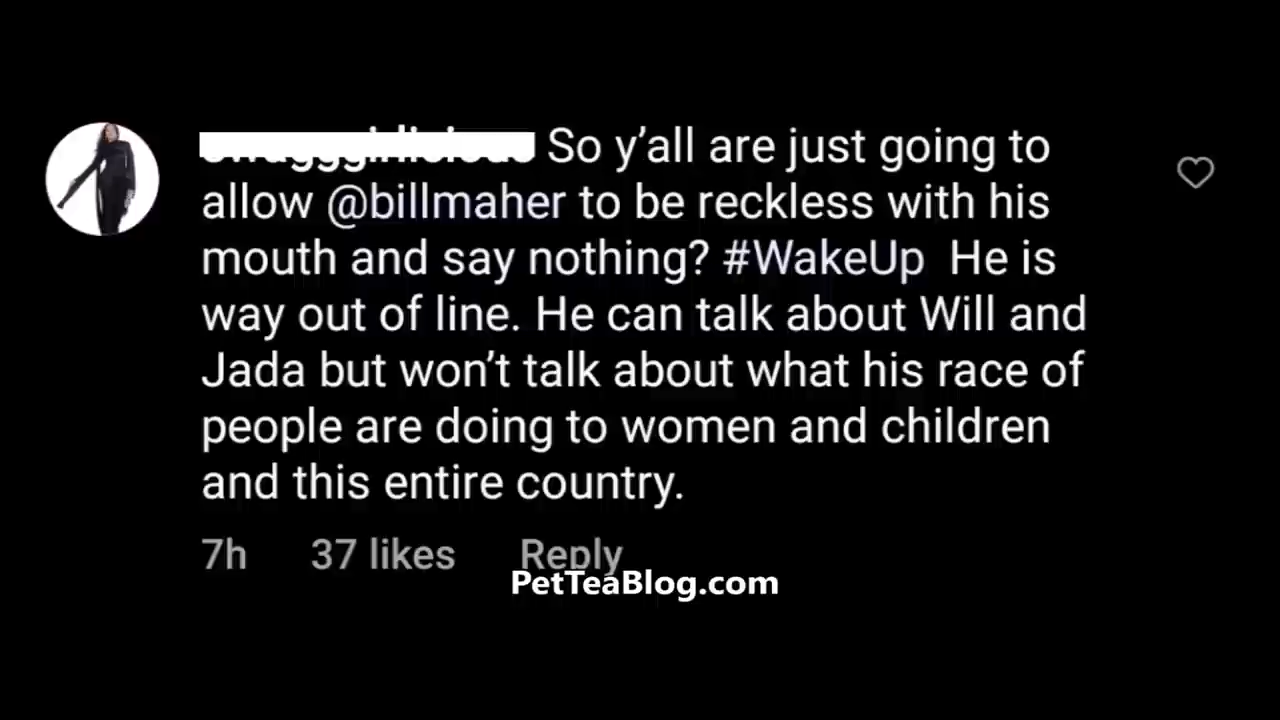 So y’all are just going to
allow @billmaher to be reckless with his
mouth and say nothing? #WakeUp He is
way out of line. He can talk about Will and
Jada but won’t talk about what his race of
people are doing to women and children
and this entire country.
7h 37 likes Reply
PetTeaBlog.com